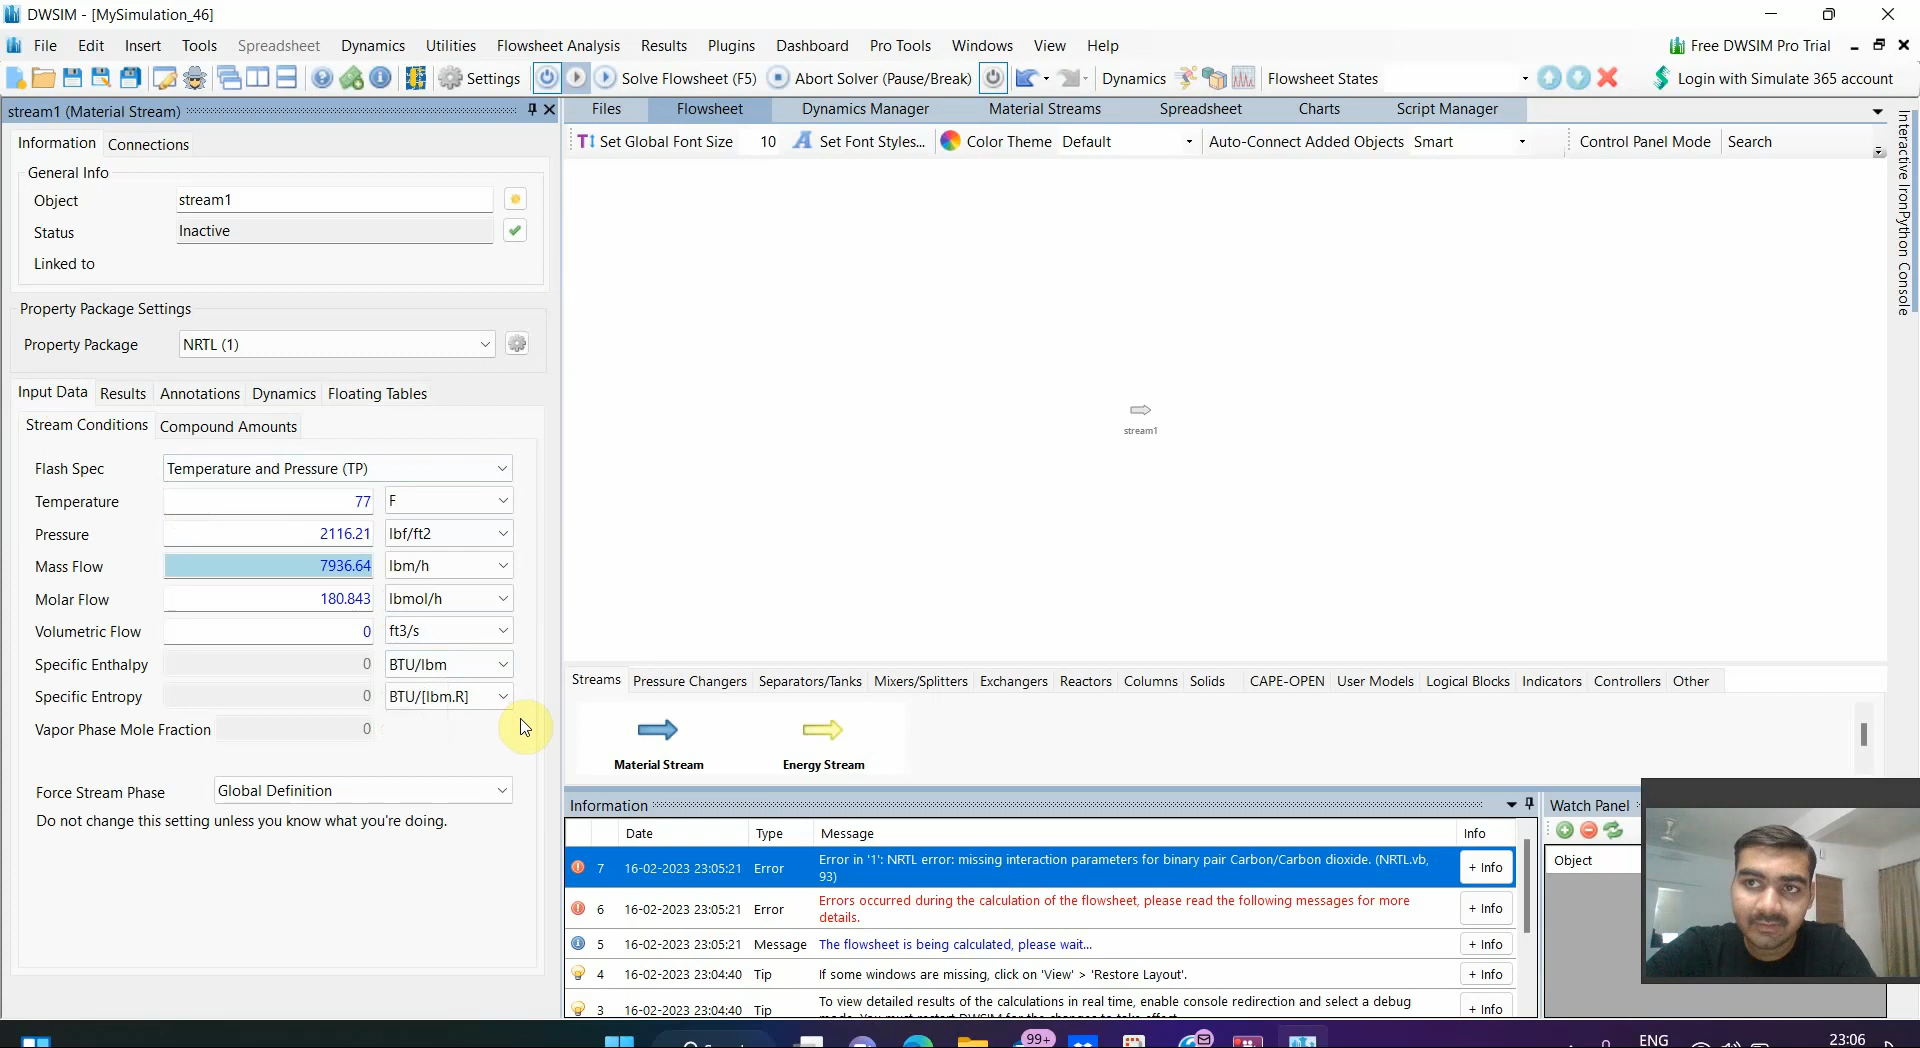 DWSIM - [MySimulation_46]
File Edit Insert Tools Spreadsheet Dynamics Utilities Flowsheet Analysis Results Plugins Dashboard Pro Tools Windows View Help Free DWSIM Pro Trial
Settings Solve Flowsheet (F5) Abort Solver (Pause/Break) Dynamics Flowsheet States Login with Simulate 365 account
stream1 (Material Stream)
Files Flowsheet Dynamics Manager Material Streams Spreadsheet Charts Script Manager
Set Global Font Size 10 Set Font Styles... Color Theme Default Auto-Connect Added Objects Smart Control Panel Mode Search
Interactive IronPython Console
Information Connections
General Info
Object stream1
Status Inactive
Linked to
Property Package Settings
Property Package NRTL (1)
Input Data Results Annotations Dynamics Floating Tables
Stream Conditions Compound Amounts
Flash Spec Temperature and Pressure (TP)
Temperature 77 F
Pressure 2116.21 lbf/ft2
Mass Flow 7936.64 lbm/h
Molar Flow 180.843 lbmol/h
Volumetric Flow 0 ft3/s
Specific Enthalpy 0 BTU/lbm
Specific Entropy 0 BTU/[lbm.R]
Vapor Phase Mole Fraction 0
Force Stream Phase Global Definition
Do not change this setting unless you know what you're doing.
stream1
Streams Pressure Changers Separators/Tanks Mixers/Splitters Exchangers Reactors Columns Solids CAPE-OPEN User Models Logical Blocks Indicators Controllers Other
Material Stream Energy Stream
Information
Date Type Message Info
7 16-02-2023 23:05:21 Error Error in '1': NRTL error: missing interaction parameters for binary pair Carbon/Carbon dioxide. (NRTL.vb, + Info
93)
6 16-02-2023 23:05:21 Error Errors occurred during the calculation of the flowsheet, please read the following messages for more + Info
details.
5 16-02-2023 23:05:21 Message The flowsheet is being calculated, please wait... + Info
4 16-02-2023 23:04:40 Tip If some windows are missing, click on 'View' > 'Restore Layout'. + Info
3 16-02-2023 23:04:40 Tip To view detailed results of the calculations in real time, enable console redirection and select a debug + Info
Watch Panel
Object
99+
ENG
23:06